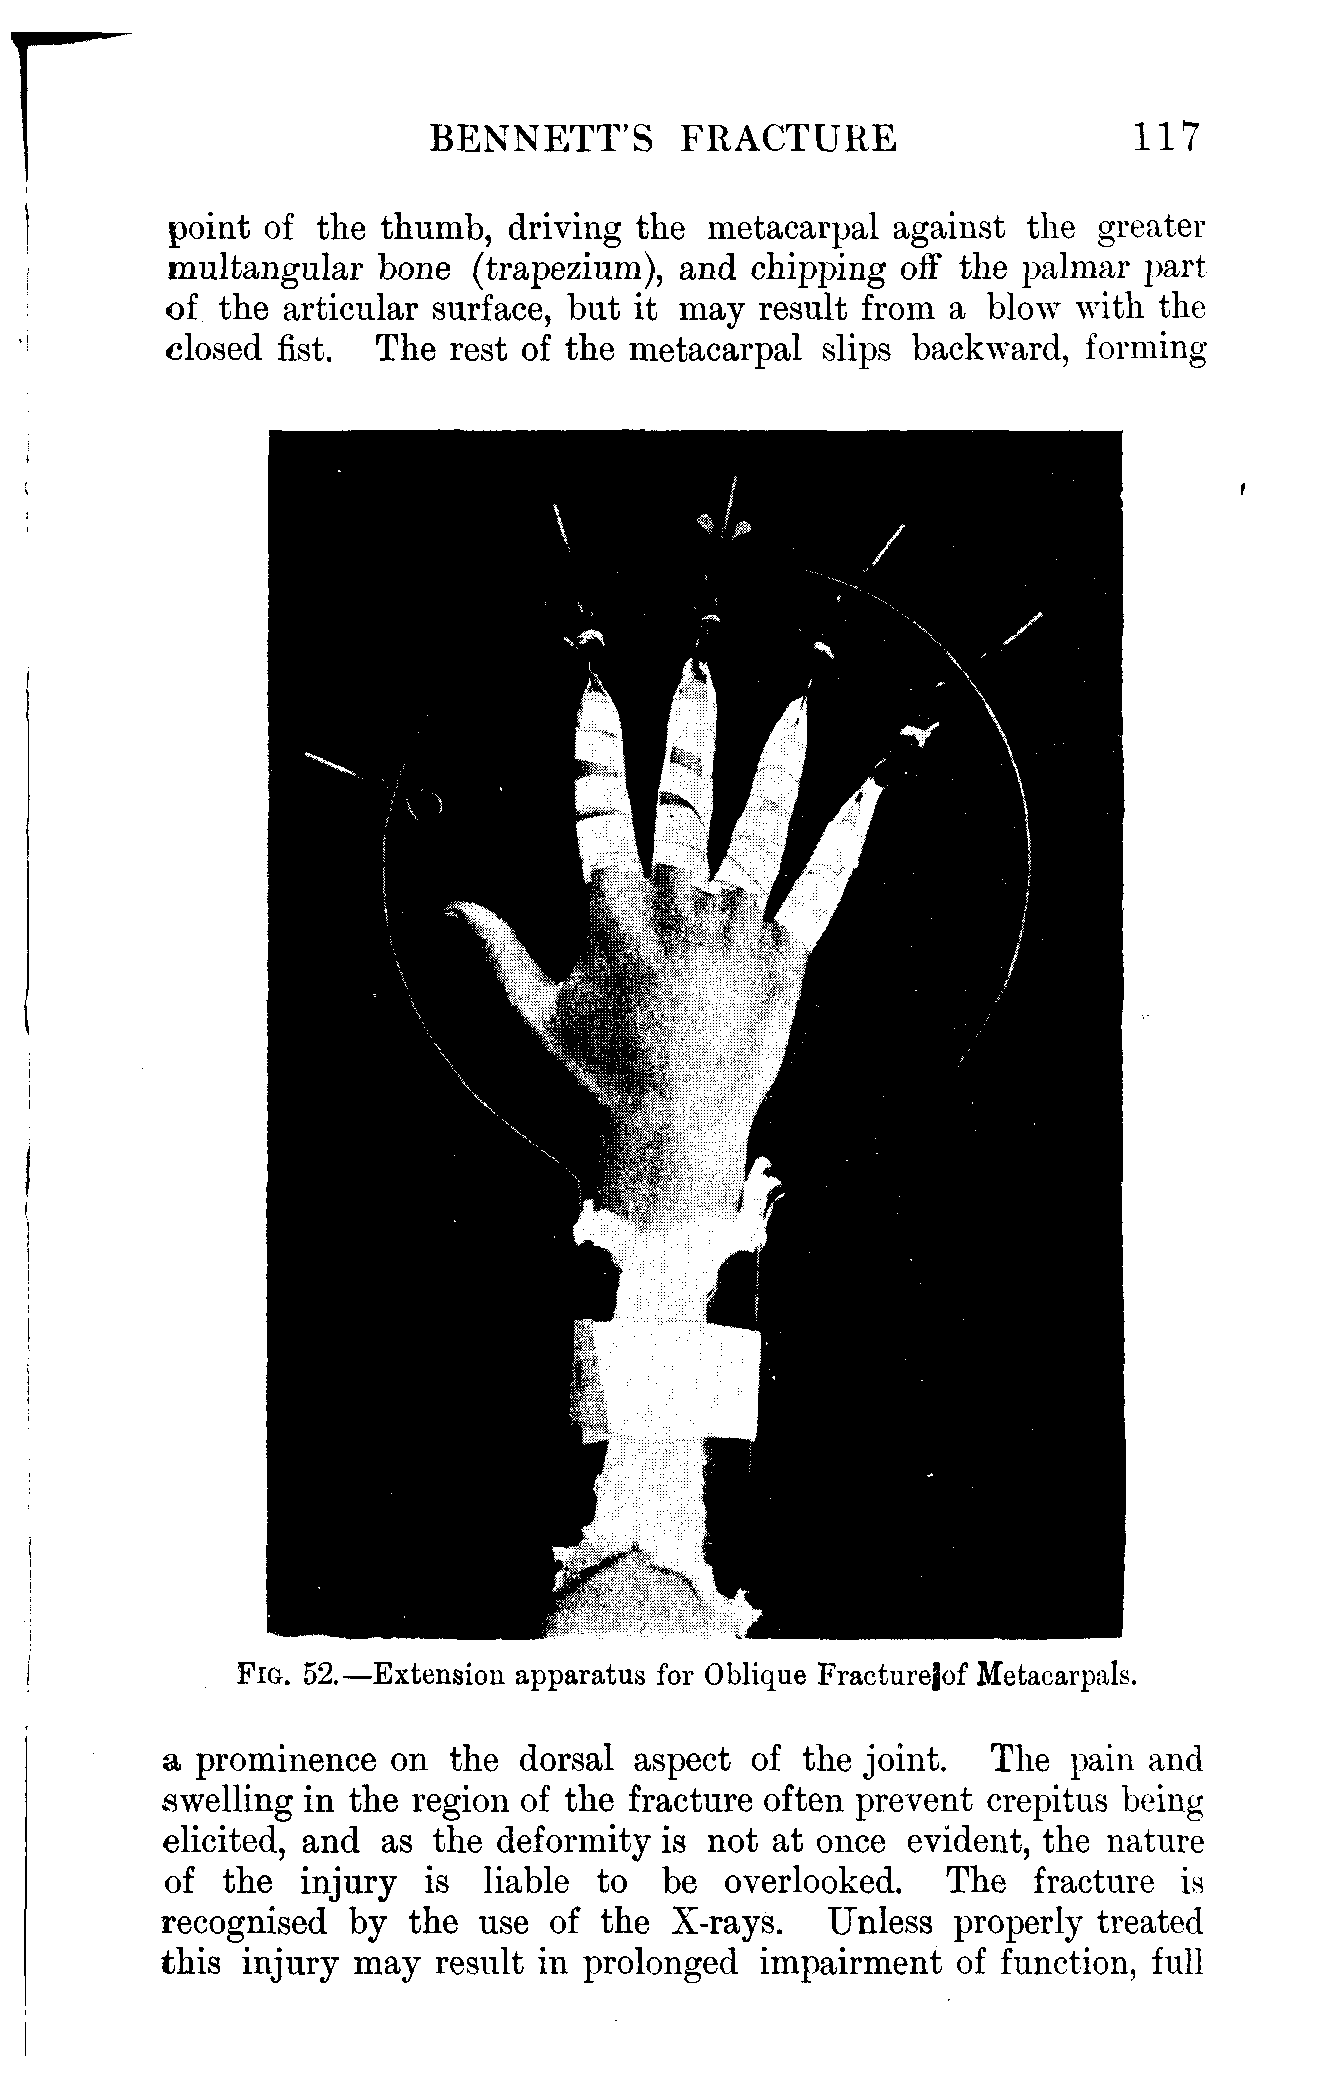 BENNETT'S FRACTURE 117
point of the thumb, driving the metacarpal against the greater
multangular bone (trapezium), and chipping off the palmar part
of the articular surface, but it may result from a blow with the
closed fist. The rest of the metacarpal slips backward, forming
FIG. 52.—Extension apparatus for Oblique Fracture of Metacarpals.
a prominence on the dorsal aspect of the joint. The pain and
swelling in the region of the fracture often prevent crepitus being
elicited, and as the deformity is not at once evident, the nature
of the injury is liable to be overlooked. The fracture is
recognised by the use of the X-rays. Unless properly treated
this injury may result in prolonged impairment of function, full